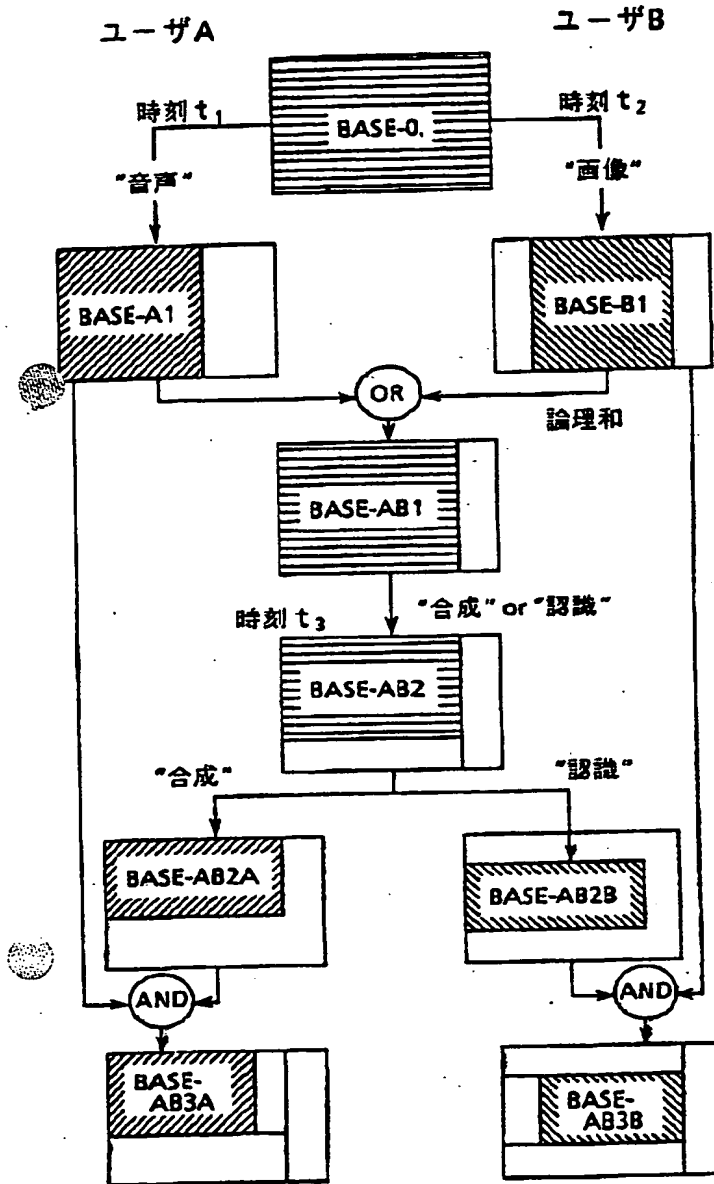 ユーザA
ユーザB
時刻 t1
BASE-0.
時刻 t2
"音声"
"画像"
BASE-A1
BASE-B1
OR
論理和
BASE-AB1
時刻 t3
"合成" or "認識"
BASE-AB2
"合成"
"認識"
BASE-AB2A
BASE-AB2B
AND
AND
BASE-
AB3A
BASE-
AB3B